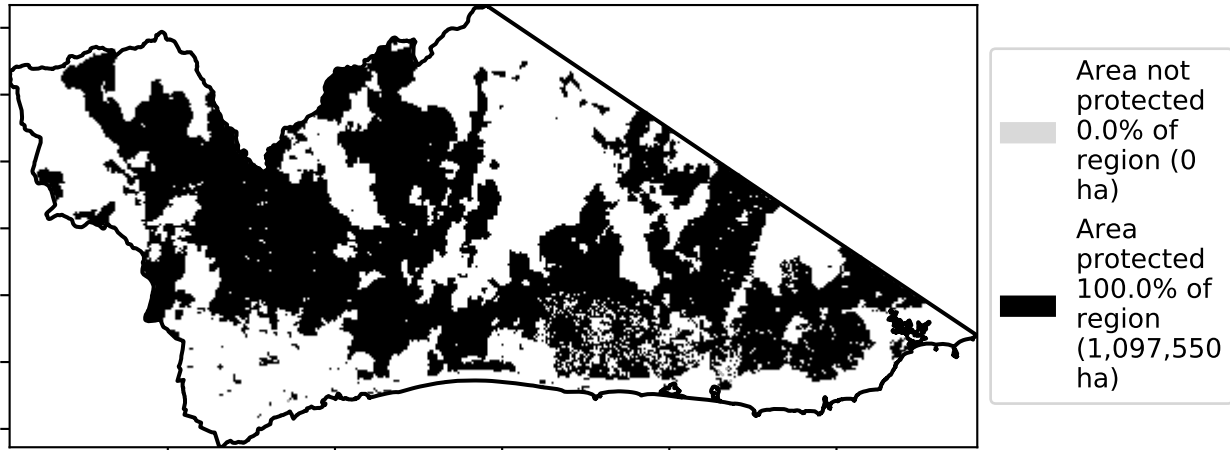 Area not
protected
0.0% of
region (0
ha)
Area
protected
100.0% of
region
(1,097,550
ha)